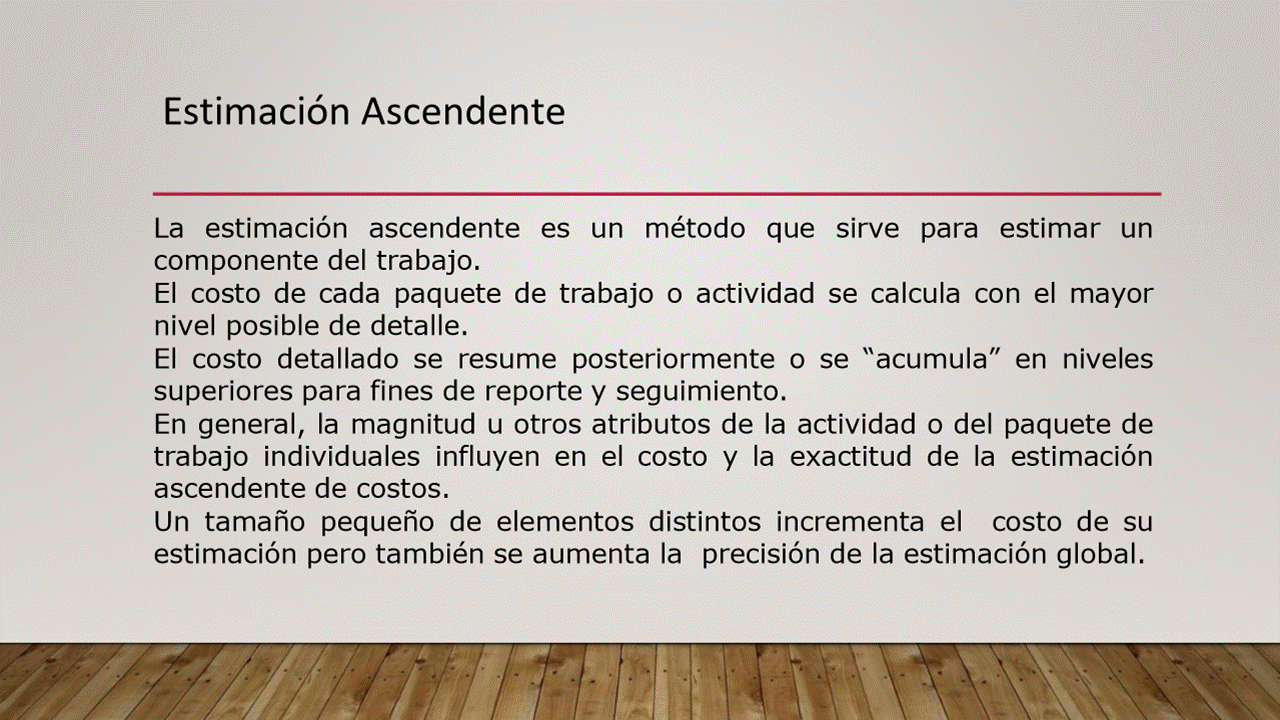 Estimación Ascendente
La estimación ascendente es un método que sirve para estimar un
componente del trabajo.
El costo de cada paquete de trabajo o actividad se calcula con el mayor
nivel posible de detalle.
El costo detallado se resume posteriormente o se “acumula” en niveles
superiores para fines de reporte y seguimiento.
En general, la magnitud u otros atributos de la actividad o del paquete de
trabajo individuales influyen en el costo y la exactitud de la estimación
ascendente de costos.
Un tamaño pequeño de elementos distintos incrementa el costo de su
estimación pero también se aumenta la precisión de la estimación global.